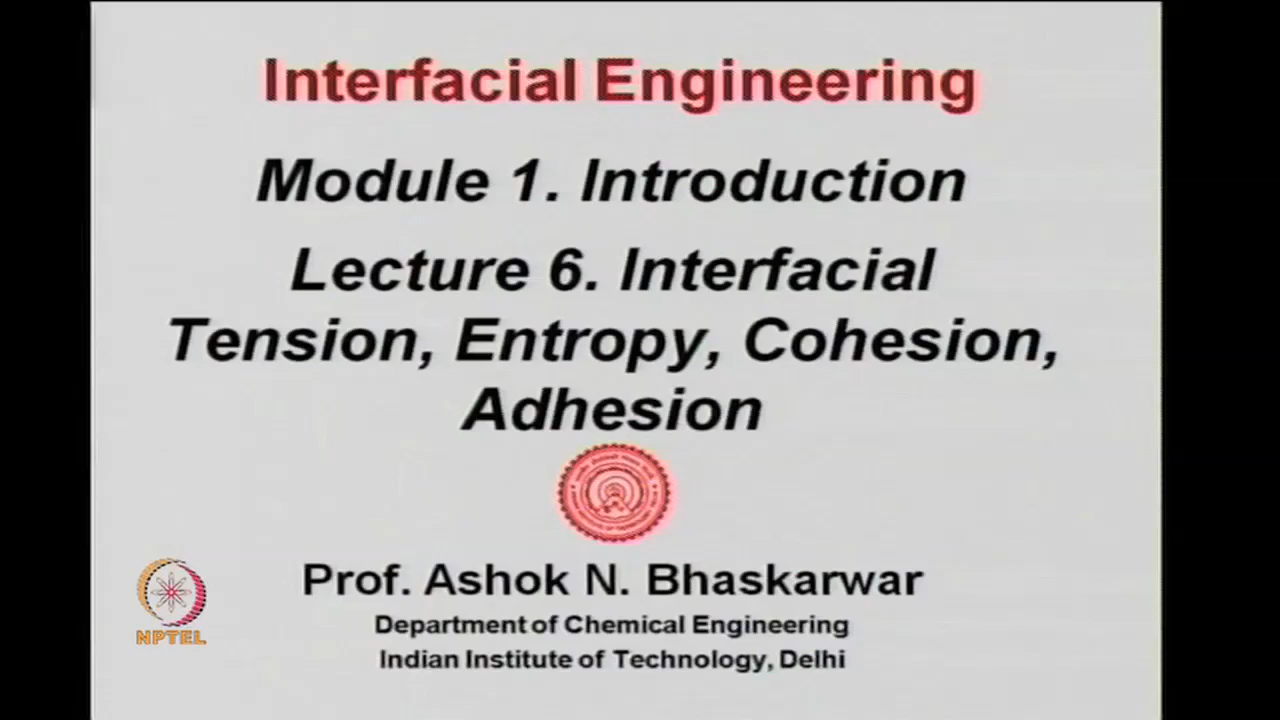 Interfacial Engineering
Module 1. Introduction
Lecture 6. Interfacial
Tension, Entropy, Cohesion,
Adhesion
Prof. Ashok N. Bhaskarwar
Department of Chemical Engineering
Indian Institute of Technology, Delhi
NPTEL